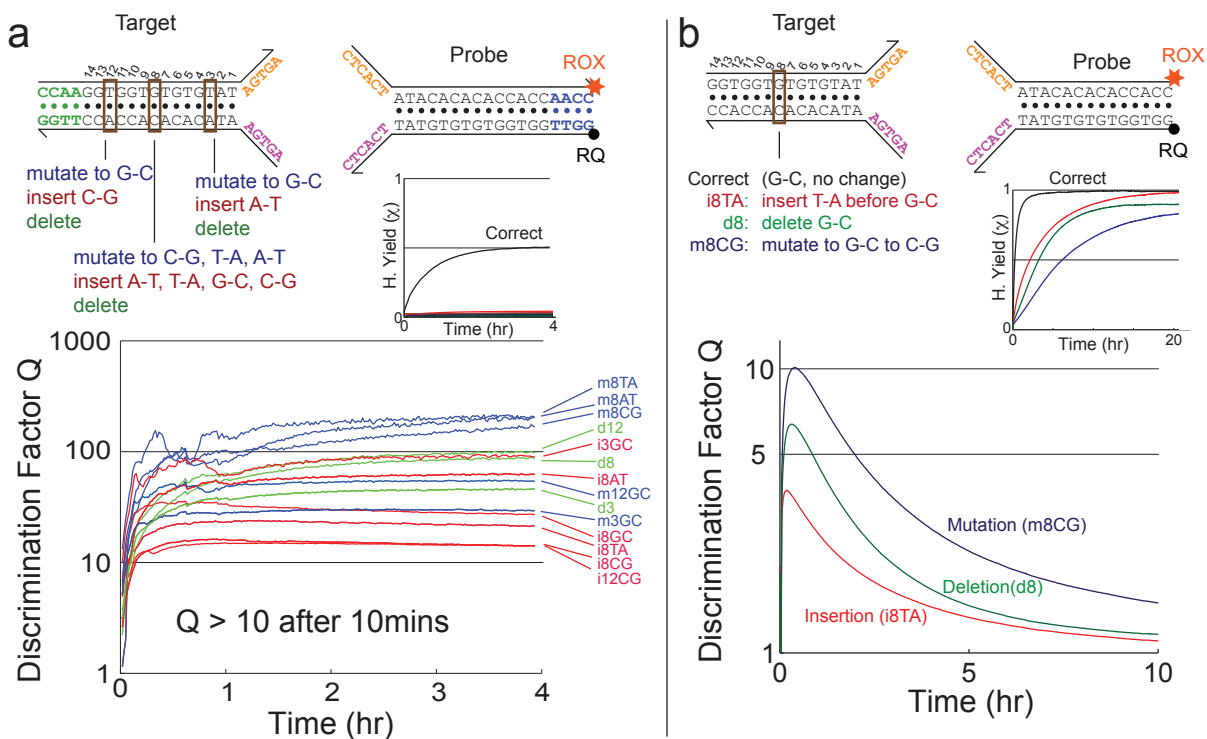 a
Target
Probe
ROX
14 13 12 11 10 9 8 7 6 5 4 3 2 1
AGTGA
CTCACT
CCAAGGTGGTGTGTGTAT
GGTTCCACCACACACATA
AGTGA
ATACACACACCACCAACC
TATGTGTGTGGTGGTTGG
CTCACT
RQ
mutate to G-C
insert C-G
delete
mutate to G-C
insert A-T
delete
mutate to C-G, T-A, A-T
insert A-T, T-A, G-C, C-G
delete
1
Correct
H. Yield (χ)
0
0
4
Time (hr)
1000
100
10
1
Discrimination Factor Q
m8TA
m8AT
m8CG
d12
i3GC
d8
i8AT
m12GC
d3
m3GC
i8GC
i8TA
i8CG
i12CG
Q > 10 after 10mins
0
1
2
3
4
Time (hr)
b
Target
Probe
ROX
14 13 12 11 10 9 8 7 6 5 4 3 2 1
AGTGA
CTCACT
GGTGGTGTGTGTAT
CCACCACACACATA
AGTGA
ATACACACACCACC
TATGTGTGTGGTGG
CTCACT
RQ
Correct (G-C, no change)
i8TA: insert T-A before G-C
d8: delete G-C
m8CG: mutate to G-C to C-G
Correct
1
H. Yield (χ)
0
0
20
Time (hr)
10
5
1
Discrimination Factor Q
Mutation (m8CG)
Deletion(d8)
Insertion (i8TA)
0
5
10
Time (hr)